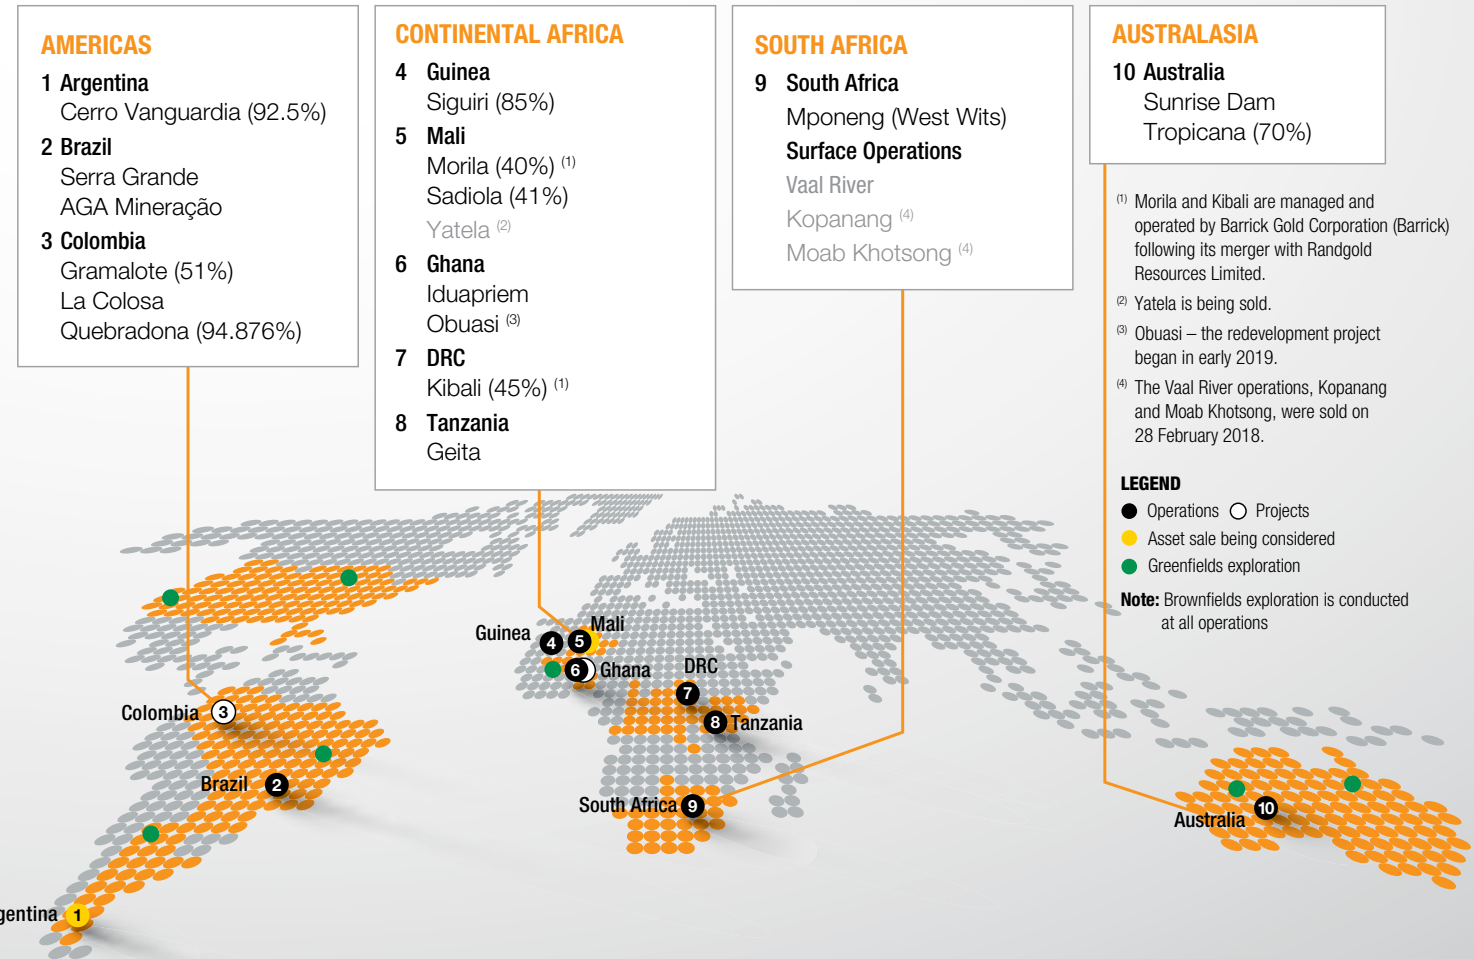 AMERICAS
1 Argentina
Cerro Vanguardia (92.5%)
2 Brazil
Serra Grande
AGA Mineração
3 Colombia
Gramalote (51%)
La Colosa
Quebradona (94.876%)
CONTINENTAL AFRICA
4 Guinea
Siguiri (85%)
5 Mali
Morila (40%) (1)
Sadiola (41%)
Yatela (2)
6 Ghana
Iduapriem
Obuasi (3)
7 DRC
Kibali (45%) (1)
8 Tanzania
Geita
SOUTH AFRICA
9 South Africa
Mponeng (West Wits)
Surface Operations
Vaal River
Kopanang (4)
Moab Khotsong (4)
AUSTRALASIA
10 Australia
Sunrise Dam
Tropicana (70%)
(1) Morila and Kibali are managed and
operated by Barrick Gold Corporation (Barrick)
following its merger with Randgold
Resources Limited.
(2) Yatela is being sold.
(3) Obuasi – the redevelopment project
began in early 2019.
(4) The Vaal River operations, Kopanang
and Moab Khotsong, were sold on
28 February 2018.
LEGEND
Operations Projects
Asset sale being considered
Greenfields exploration
Note: Brownfields exploration is conducted
at all operations
Guinea 4
5 Mali
6 Ghana
DRC
7
8 Tanzania
Colombia 3
Brazil 2
South Africa 9
Australia 10
gentina 1